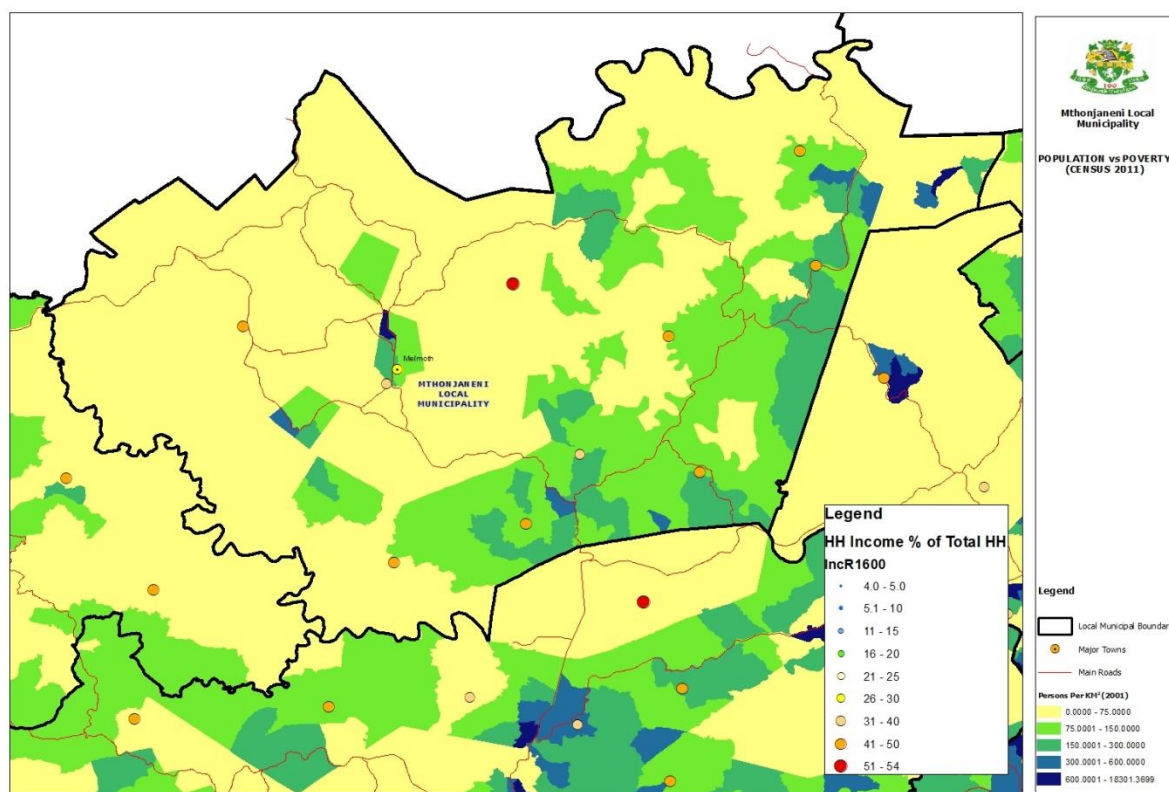 Melmoth
MTHONJANENI
LOCAL
MUNICIPALITY
Legend
HH Income % of Total HH
IncR1600
4.0 - 5.0
5.1 - 10
11 - 15
16 - 20
21 - 25
26 - 30
31 - 40
41 - 50
51 - 54
100
Mthonjaneni Local
Municipality
POPULATION vs POVERTY
(CENSUS 2011)
Legend
Local Municipal Boundar
Major Towns
Main Roads
Persons Per KM² (2001)
0.0000 - 75.0000
75.0001 - 150.0000
150.0001 - 300.0000
300.0001 - 600.0000
600.0001 - 18301.3699